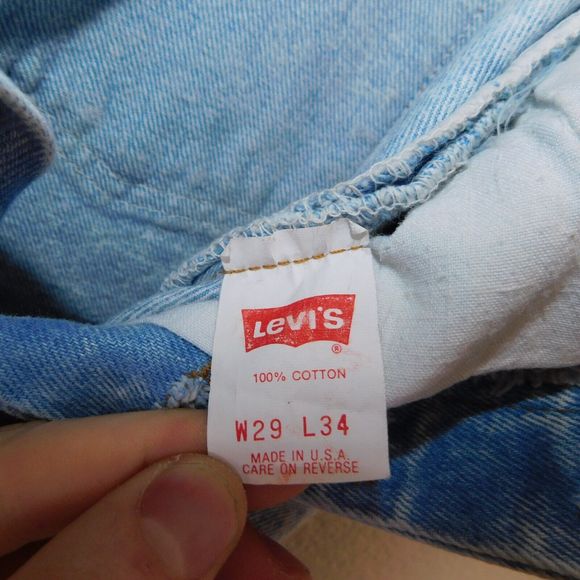 LEVI'S
®
100% COTTON
W29 L34
MADE IN U.S.A.
CARE ON REVERSE